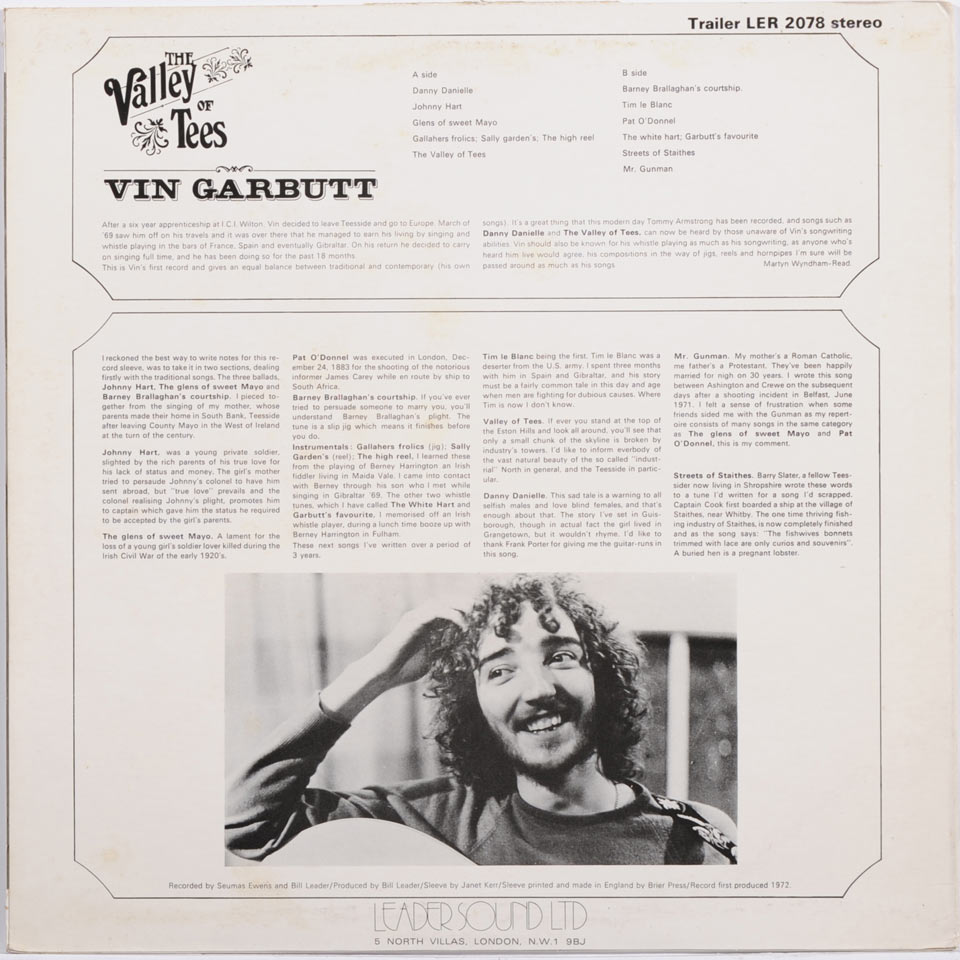 Trailer LER 2078 stereo
THE
Valley
OF
Tees
VIN GARBUTT
A side
Danny Danielle
Johnny Hart
Glens of sweet Mayo
Gallahers frolics; Sally garden's; The high reel
The Valley of Tees
B side
Barney Brallaghan's courtship.
Tim le Blanc
Pat O'Donnel
The white hart; Garbutt's favourite
Streets of Staithes
Mr. Gunman
After a six year apprenticeship at I.C.I. Wilton. Vin decided to leave Teesside and go to Europe. March of
'69 saw him off on his travels and it was over there that he managed to earn his living by singing and
whistle playing in the bars of France, Spain and eventually Gibraltar. On his return he decided to carry
on singing full time, and he has been doing so for the past 18 months.
This is Vin's first record and gives an equal balance between traditional and contemporary (his own
songs). It's a great thing that this modern day Tommy Armstrong has been recorded, and songs such as
Danny Danielle and The Valley of Tees, can now be heard by those unaware of Vin's songwriting
abilities. Vin should also be known for his whistle playing as much as his songwriting, as anyone who's
heard him live would agree, his compositions in the way of jigs, reels and hornpipes I'm sure will be
passed around as much as his songs. Martyn Wyndham-Read.
I reckoned the best way to write notes for this re-
cord sleeve, was to take it in two sections, dealing
firstly with the traditional songs. The three ballads,
Johnny Hart, The glens of sweet Mayo and
Barney Brallaghan's courtship. I pieced to-
gether from the singing of my mother, whose
parents made their home in South Bank, Teesside
after leaving County Mayo in the West of Ireland
at the turn of the century.
Johnny Hart, was a young private soldier,
slighted by the rich parents of his true love for
his lack of status and money. The girl's mother
tried to persaude Johnny's colonel to have him
sent abroad, but "true love" prevails and the
colonel realising Johnny's plight, promotes him
to captain which gave him the status he required
to be accepted by the girl's parents.
The glens of sweet Mayo. A lament for the
loss of a young girl's soldier lover killed during the
Irish Civil War of the early 1920's.
Pat O'Donnel was executed in London, Dec-
ember 24, 1883 for the shooting of the notorious
informer James Carey while en route by ship to
South Africa.
Barney Brallaghan's courtship. If you've ever
tried to persuade someone to marry you, you'll
understand Barney Brallaghan's plight. The
tune is a slip jig which means it finishes before
you do.
Instrumentals: Gallahers frolics (jig); Sally
Garden's (reel); The high reel, I learned these
from the playing of Berney Harrington an Irish
fiddler living in Maida Vale. I came into contact
with Berney through his son who I met while
singing in Gibraltar '69. The other two whistle
tunes, which I have called The White Hart and
Garbutt's favourite, I memorised off an Irish
whistle player, during a lunch time booze up with
Berney Harrington in Fulham.
These next songs I've written over a period of
3 years.
Tim le Blanc being the first. Tim le Blanc was a
deserter from the U.S. army. I spent three months
with him in Spain and Gibraltar, and his story
must be a fairly common tale in this day and age
when men are fighting for dubious causes. Where
Tim is now I don't know.
Valley of Tees. If ever you stand at the top of
the Eston Hills and look all around, you'll see that
only a small chunk of the skyline is broken by
industry's towers. I'd like to inform everbody of
the vast natural beauty of the so called "indust-
rial" North in general, and the Teesside in partic-
ular.
Danny Danielle. This sad tale is a warning to all
selfish males and love blind females, and that's
enough about that. The story I've set in Guis-
borough, though in actual fact the girl lived in
Grangetown, but it wouldn't rhyme. I'd like to
thank Frank Porter for giving me the guitar-runs in
this song.
Mr. Gunman. My mother's a Roman Catholic,
me father's a Protestant. They've been happily
married for nigh on 30 years. I wrote this song
between Ashington and Crewe on the subsequent
days after a shooting incident in Belfast, June
1971. I felt a sense of frustration when some
friends sided me with the Gunman as my repert-
oire consists of many songs in the same category
as The glens of sweet Mayo and Pat
O'Donnel, this is my comment.
Streets of Staithes. Barry Slater, a fellow Tees-
sider now living in Shropshire wrote these words
to a tune I'd written for a song I'd scrapped.
Captain Cook first boarded a ship at the village of
Staithes, near Whitby. The one time thriving fish-
ing industry of Staithes, is now completely finished
and as the song says: "The fishwives bonnets
trimmed with lace are only curios and souvenirs".
A buried hen is a pregnant lobster.
Recorded by Seumas Ewens and Bill Leader/Produced by Bill Leader/Sleeve by Janet Kerr/Sleeve printed and made in England by Brier Press/Record first produced 1972.
LEADER SOUND LTD
5 NORTH VILLAS, LONDON, N.W.1 9BJ